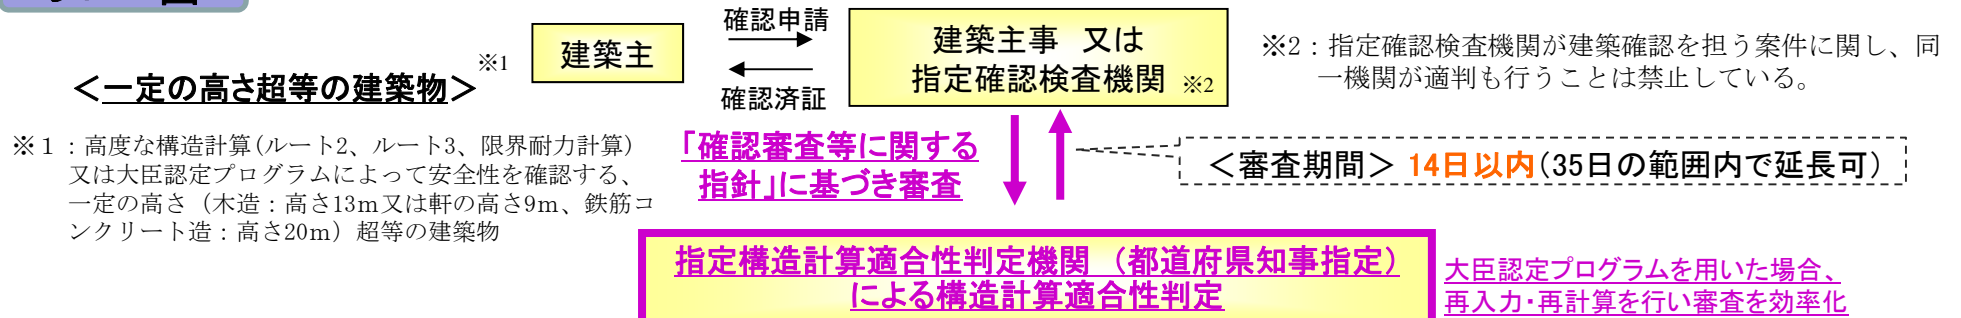 確認申請
建築主
確認済証
建築主事 又は
指定確認検査機関 ※2
※2：指定確認検査機関が建築確認を担う案件に関し、同
一機関が適判も行うことは禁止している。
＜一定の高さ超等の建築物＞※1
※１：高度な構造計算(ルート2、ルート3、限界耐力計算)
又は大臣認定プログラムによって安全性を確認する、
一定の高さ（木造：高さ13m又は軒の高さ9m、鉄筋コ
ンクリート造：高さ20m）超等の建築物
「確認審査等に関する
指針」に基づき審査
＜審査期間＞ 14日以内(35日の範囲内で延長可)
指定構造計算適合性判定機関 （都道府県知事指定）
による構造計算適合性判定
大臣認定プログラムを用いた場合、
再入力・再計算を行い審査を効率化